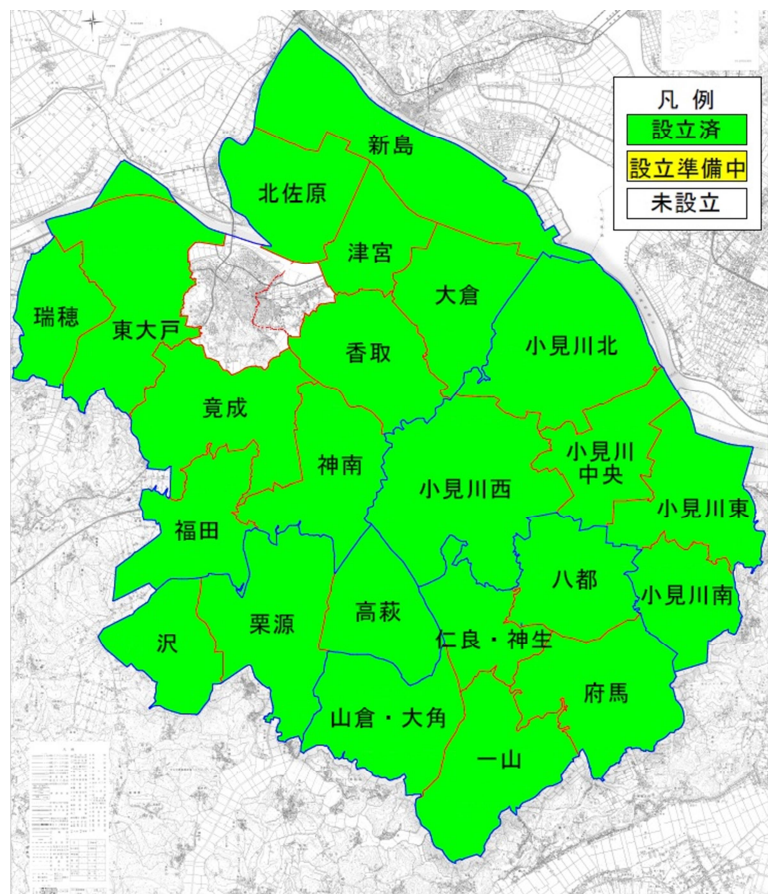 凡例
設立済
設立準備中
未設立
新島
北佐原
津宮
大倉
瑞穂
東大戸
香取
小見川北
竟成
神南
小見川西
小見川
中央
小見川東
福田
八都
小見川南
沢
栗源
高萩
仁良・神生
山倉・大角
府馬
一山